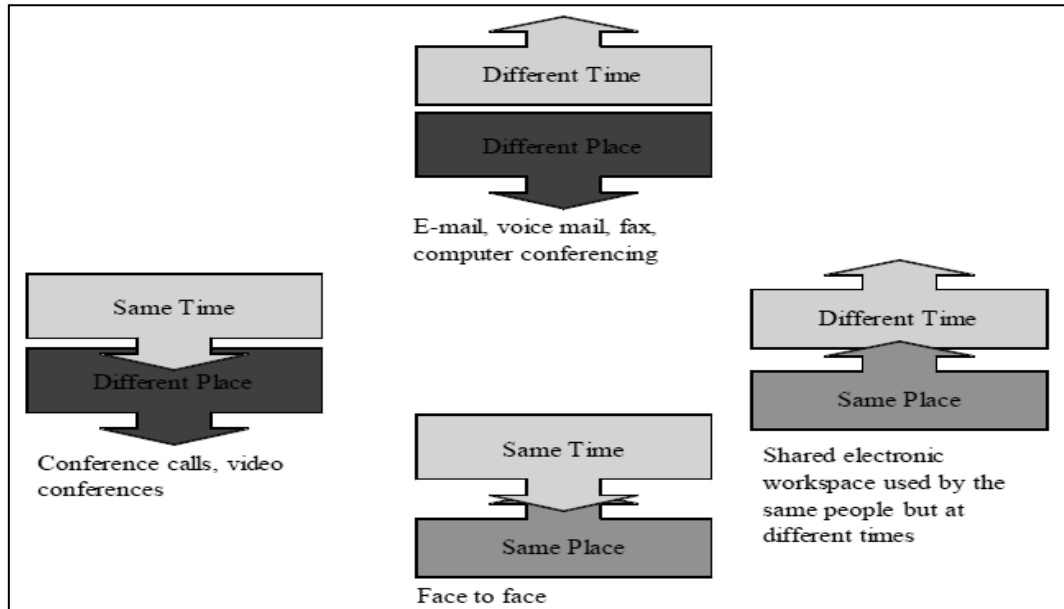 Different Time
Different Place
E-mail, voice mail, fax,
computer conferencing
Same Time
Different Place
Conference calls, video
conferences
Different Time
Same Place
Shared electronic
workspace used by the
same people but at
different times
Same Time
Same Place
Face to face